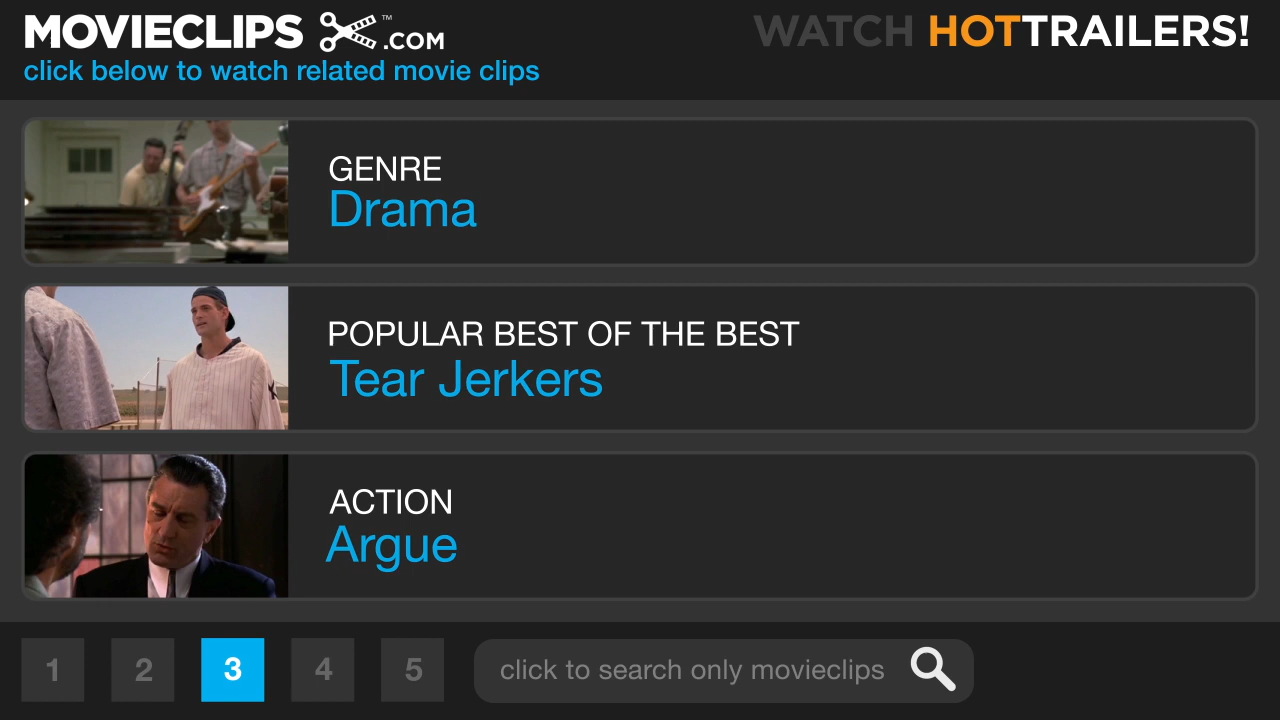 MOVIECLIPS ™ .COM
WATCH HOTTRAILERS!
click below to watch related movie clips
GENRE
Drama
POPULAR BEST OF THE BEST
Tear Jerkers
ACTION
Argue
1 2 3 4 5
click to search only movieclips